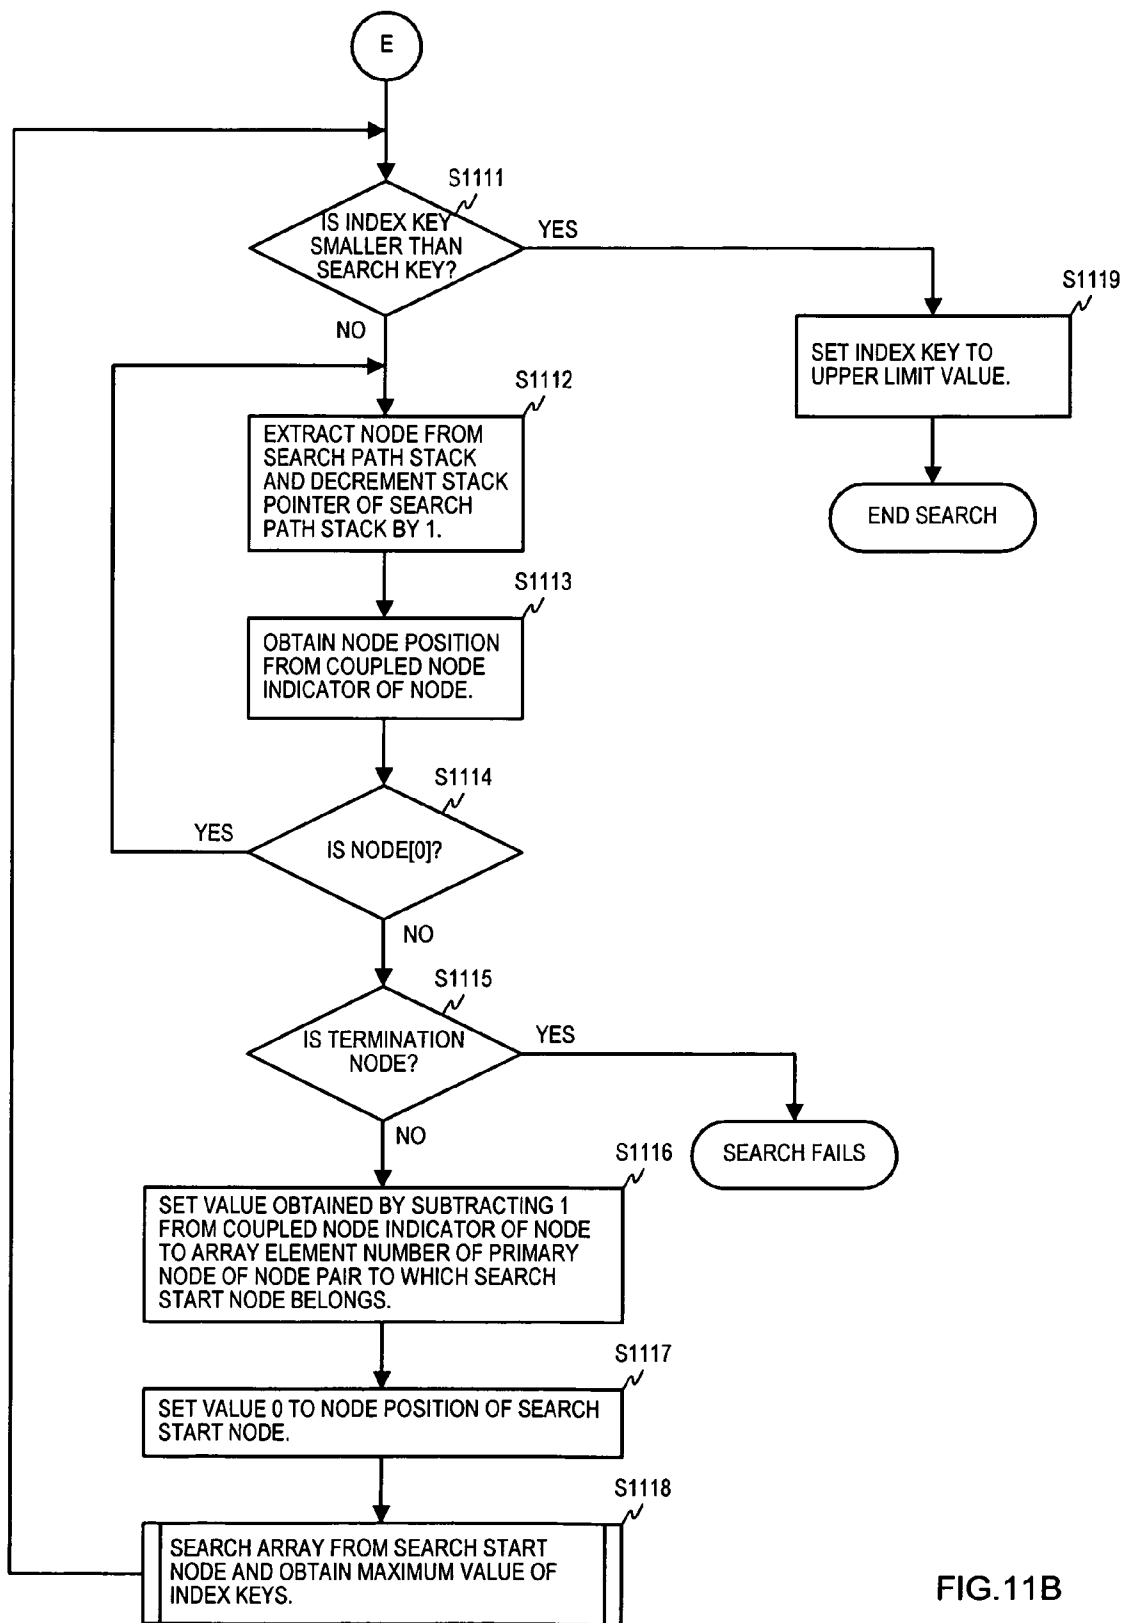 E
S1111
IS INDEX KEY
SMALLER THAN
SEARCH KEY?
YES
NO
S1119
SET INDEX KEY TO
UPPER LIMIT VALUE.
END SEARCH
S1112
EXTRACT NODE FROM
SEARCH PATH STACK
AND DECREMENT STACK
POINTER OF SEARCH
PATH STACK BY 1.
S1113
OBTAIN NODE POSITION
FROM COUPLED NODE
INDICATOR OF NODE.
S1114
IS NODE[0]?
YES
NO
S1115
IS TERMINATION
NODE?
YES
NO
SEARCH FAILS
S1116
SET VALUE OBTAINED BY SUBTRACTING 1
FROM COUPLED NODE INDICATOR OF NODE
TO ARRAY ELEMENT NUMBER OF PRIMARY
NODE OF NODE PAIR TO WHICH SEARCH
START NODE BELONGS.
S1117
SET VALUE 0 TO NODE POSITION OF SEARCH
START NODE.
S1118
SEARCH ARRAY FROM SEARCH START
NODE AND OBTAIN MAXIMUM VALUE OF
INDEX KEYS.
FIG.11B